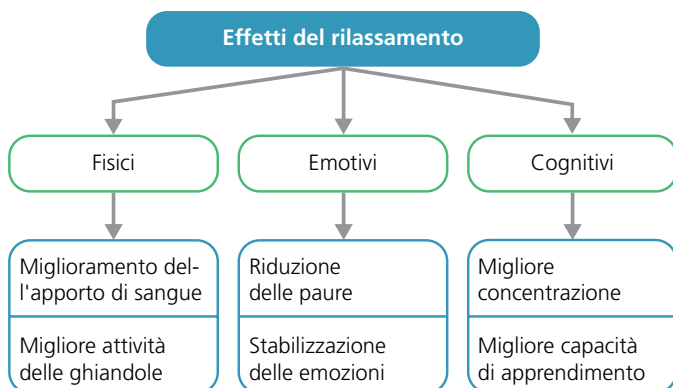 Effetti del rilassamento
Fisici
Emotivi
Cognitivi
Miglioramento del-
l'apporto di sangue
Migliore attività
delle ghiandole
Riduzione
delle paure
Stabilizzazione
delle emozioni
Migliore
concentrazione
Migliore capacità
di apprendimento